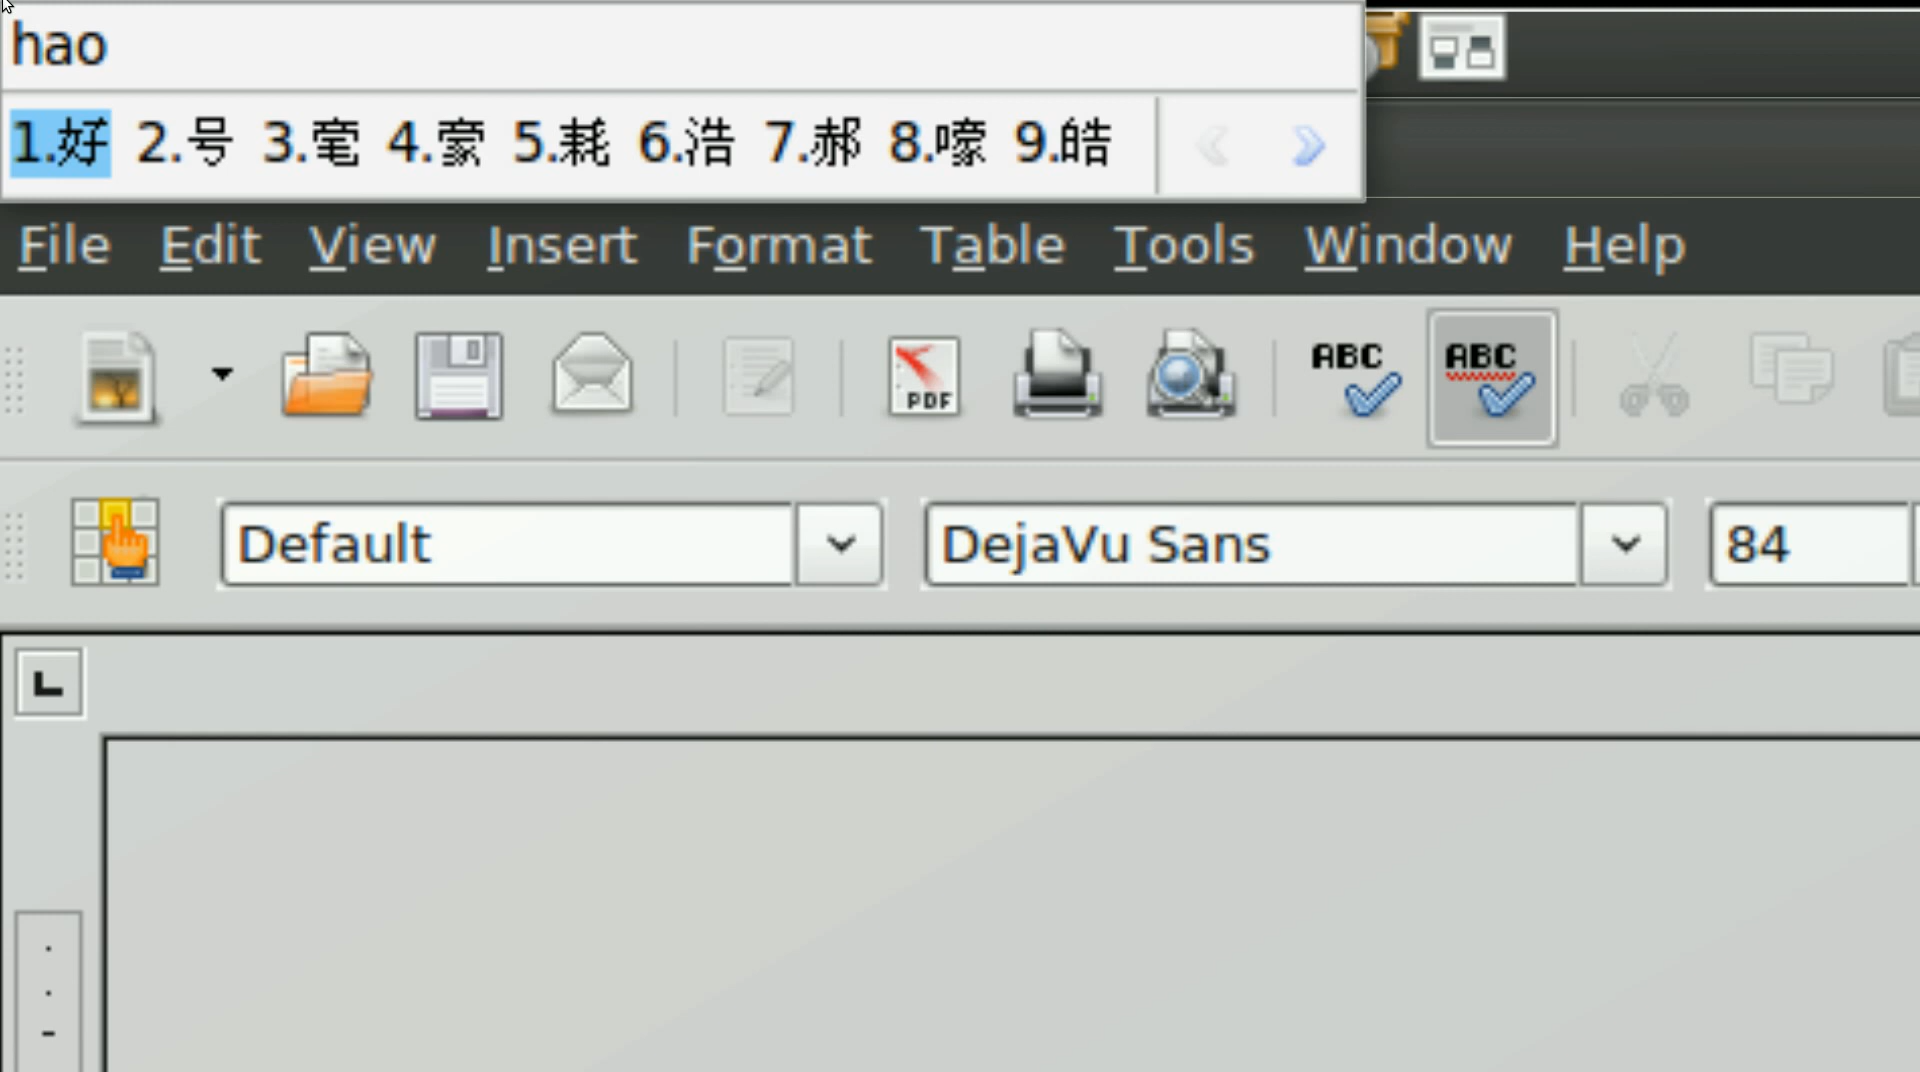 hao
1.好 2.号 3.毫 4.豪 5.耗 6.浩 7.郝 8.嚎 9.皓
File Edit View Insert Format Table Tools Window Help
PDF ABC ABC
Default DejaVu Sans 84